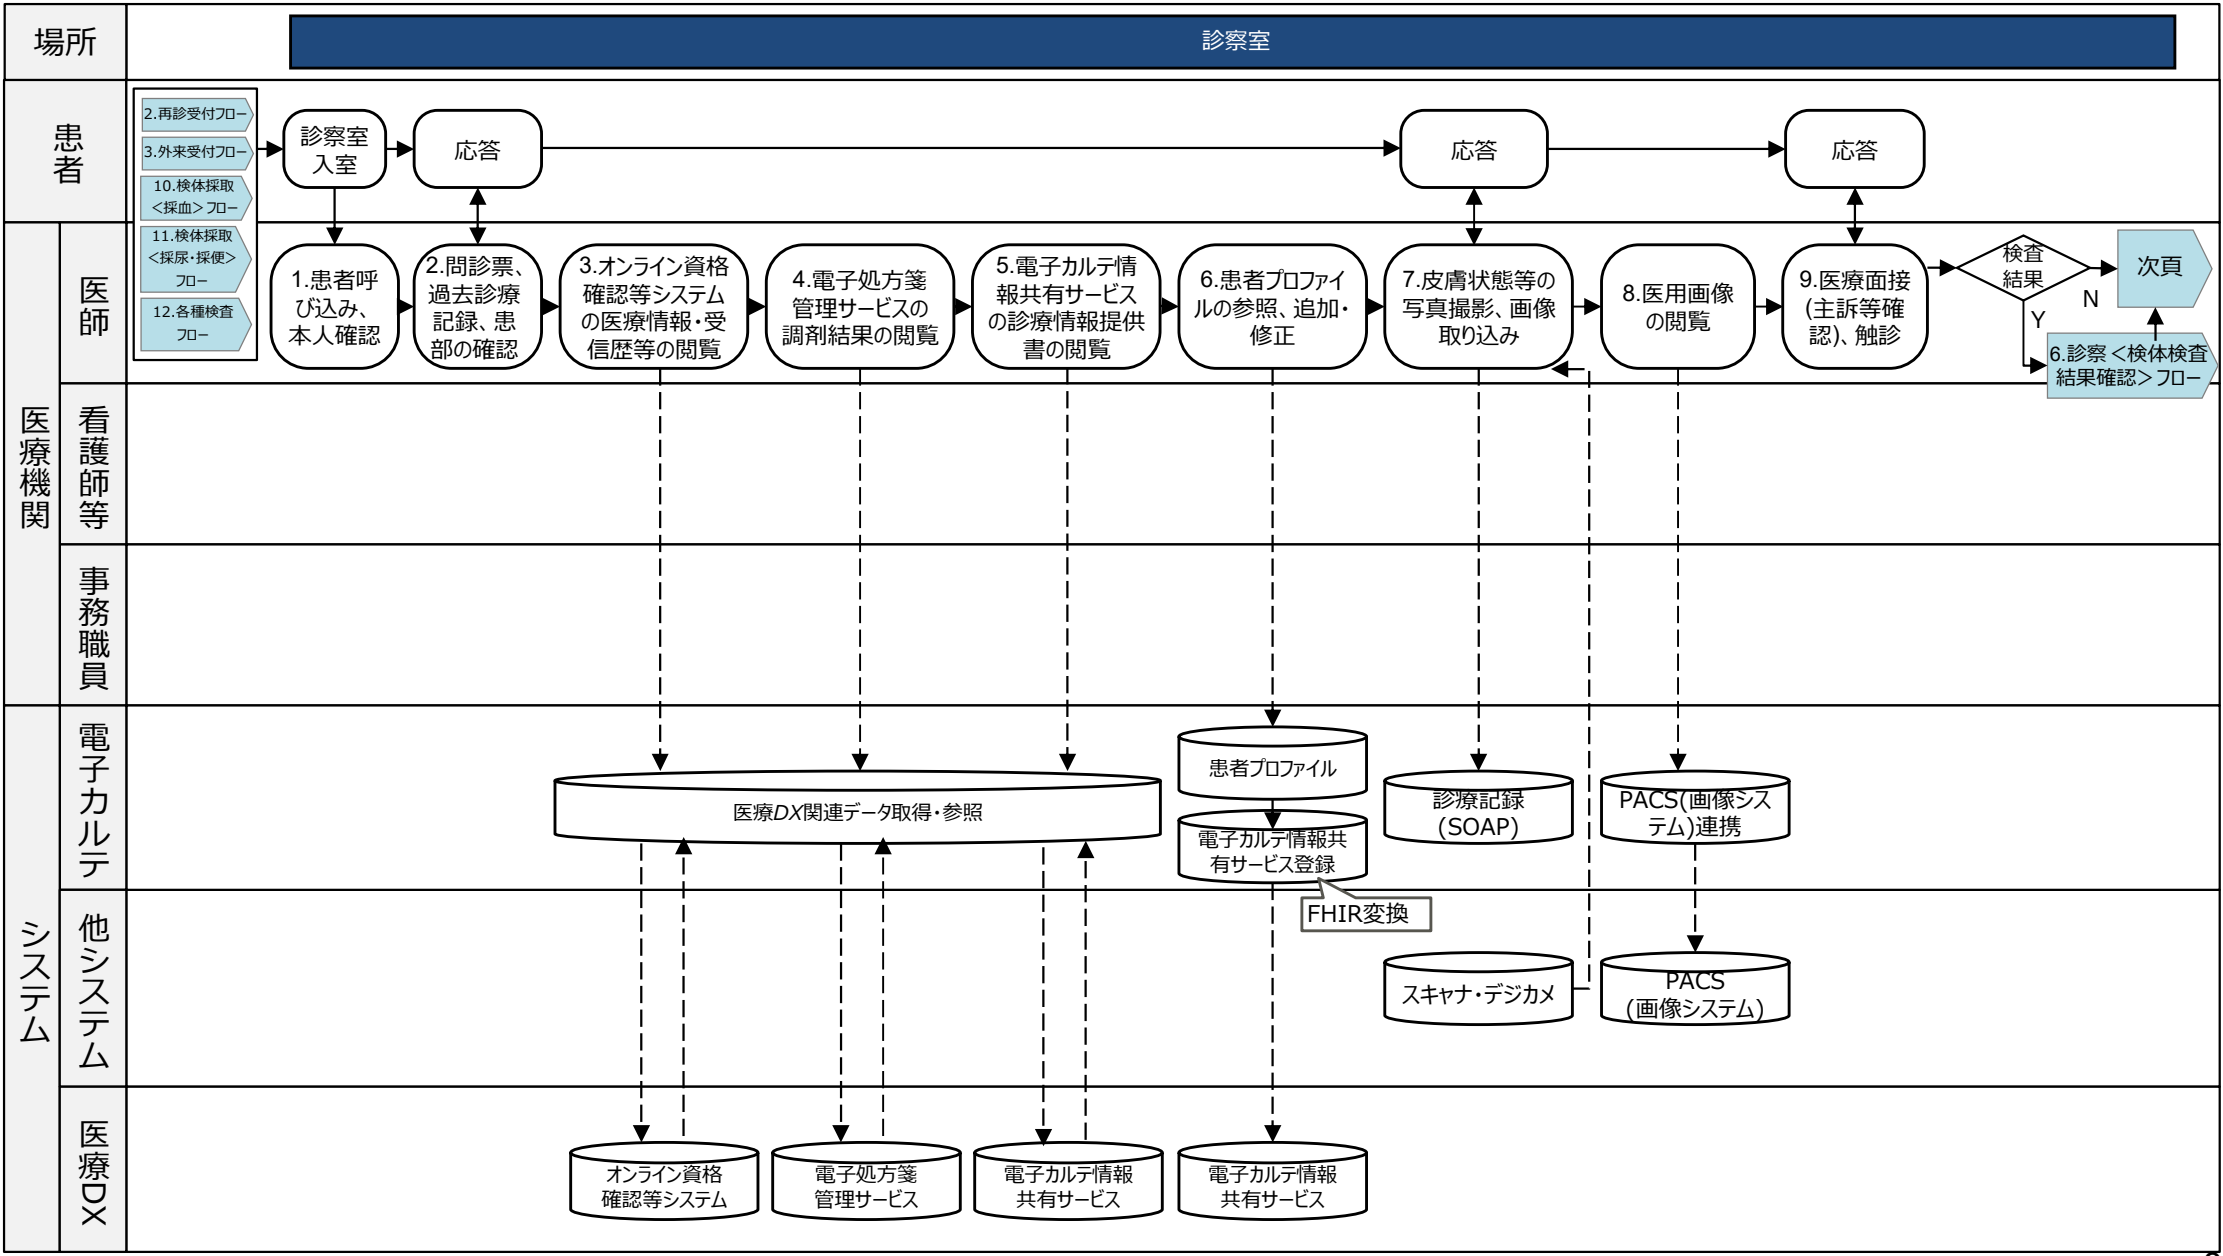 場所
診察室
患者
2.再診受付フロー
3.外来受付フロー
10.検体採取
<採血>フロー
11.検体採取
<採尿・採便>
フロー
12.各種検査
フロー
診察室
入室
応答
応答
応答
医療機関
医師
1.患者呼
び込み、
本人確認
2.問診票、
過去診療
記録、患
部の確認
3.オンライン資格
確認等システム
の医療情報・受
信歴等の閲覧
4.電子処方箋
管理サービスの
調剤結果の閲覧
5.電子カルテ情
報共有サービス
の診療情報提供
書の閲覧
6.患者プロファイ
ルの参照、追加・
修正
7.皮膚状態等の
写真撮影、画像
取り込み
8.医用画像
の閲覧
9.医療面接
(主訴等確
認)、触診
検査
結果
N
Y
次頁
6.診察<検体検査
結果確認>フロー
看護師等
事務職員
システム
電子カルテ
医療DX関連データ取得・参照
患者プロファイル
電子カルテ情報共
有サービス登録
FHIR変換
診療記録
(SOAP)
PACS(画像シス
テム)連携
他システム
スキャナ・デジカメ
PACS
(画像システム)
医療DX
オンライン資格
確認等システム
電子処方箋
管理サービス
電子カルテ情報
共有サービス
電子カルテ情報
共有サービス